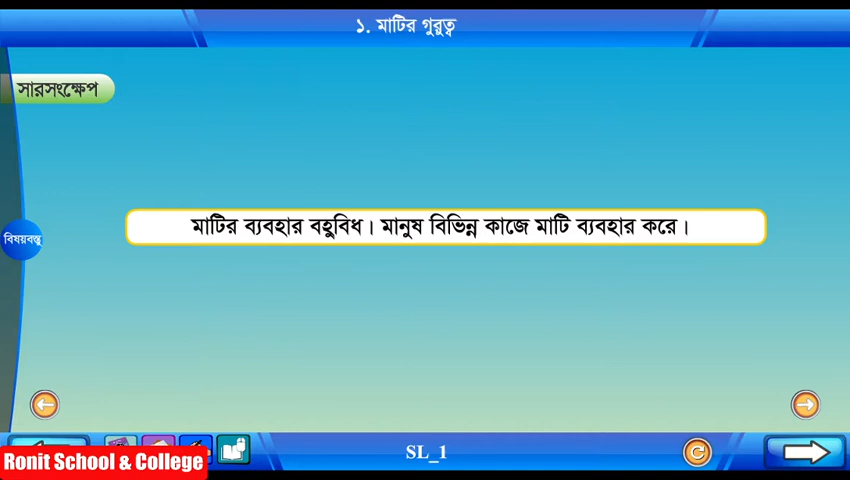 ১. মাটির গুরুত্ব
সারসংক্ষেপ
মাটির ব্যবহার বহুবিধ। মানুষ বিভিন্ন কাজে মাটি ব্যবহার করে।
বিষয়বস্তু
SL_1
Ronit School & College